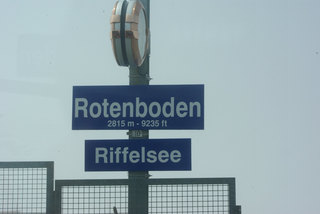 Rotenboden
2815 m - 9235 ft
Riffelsee